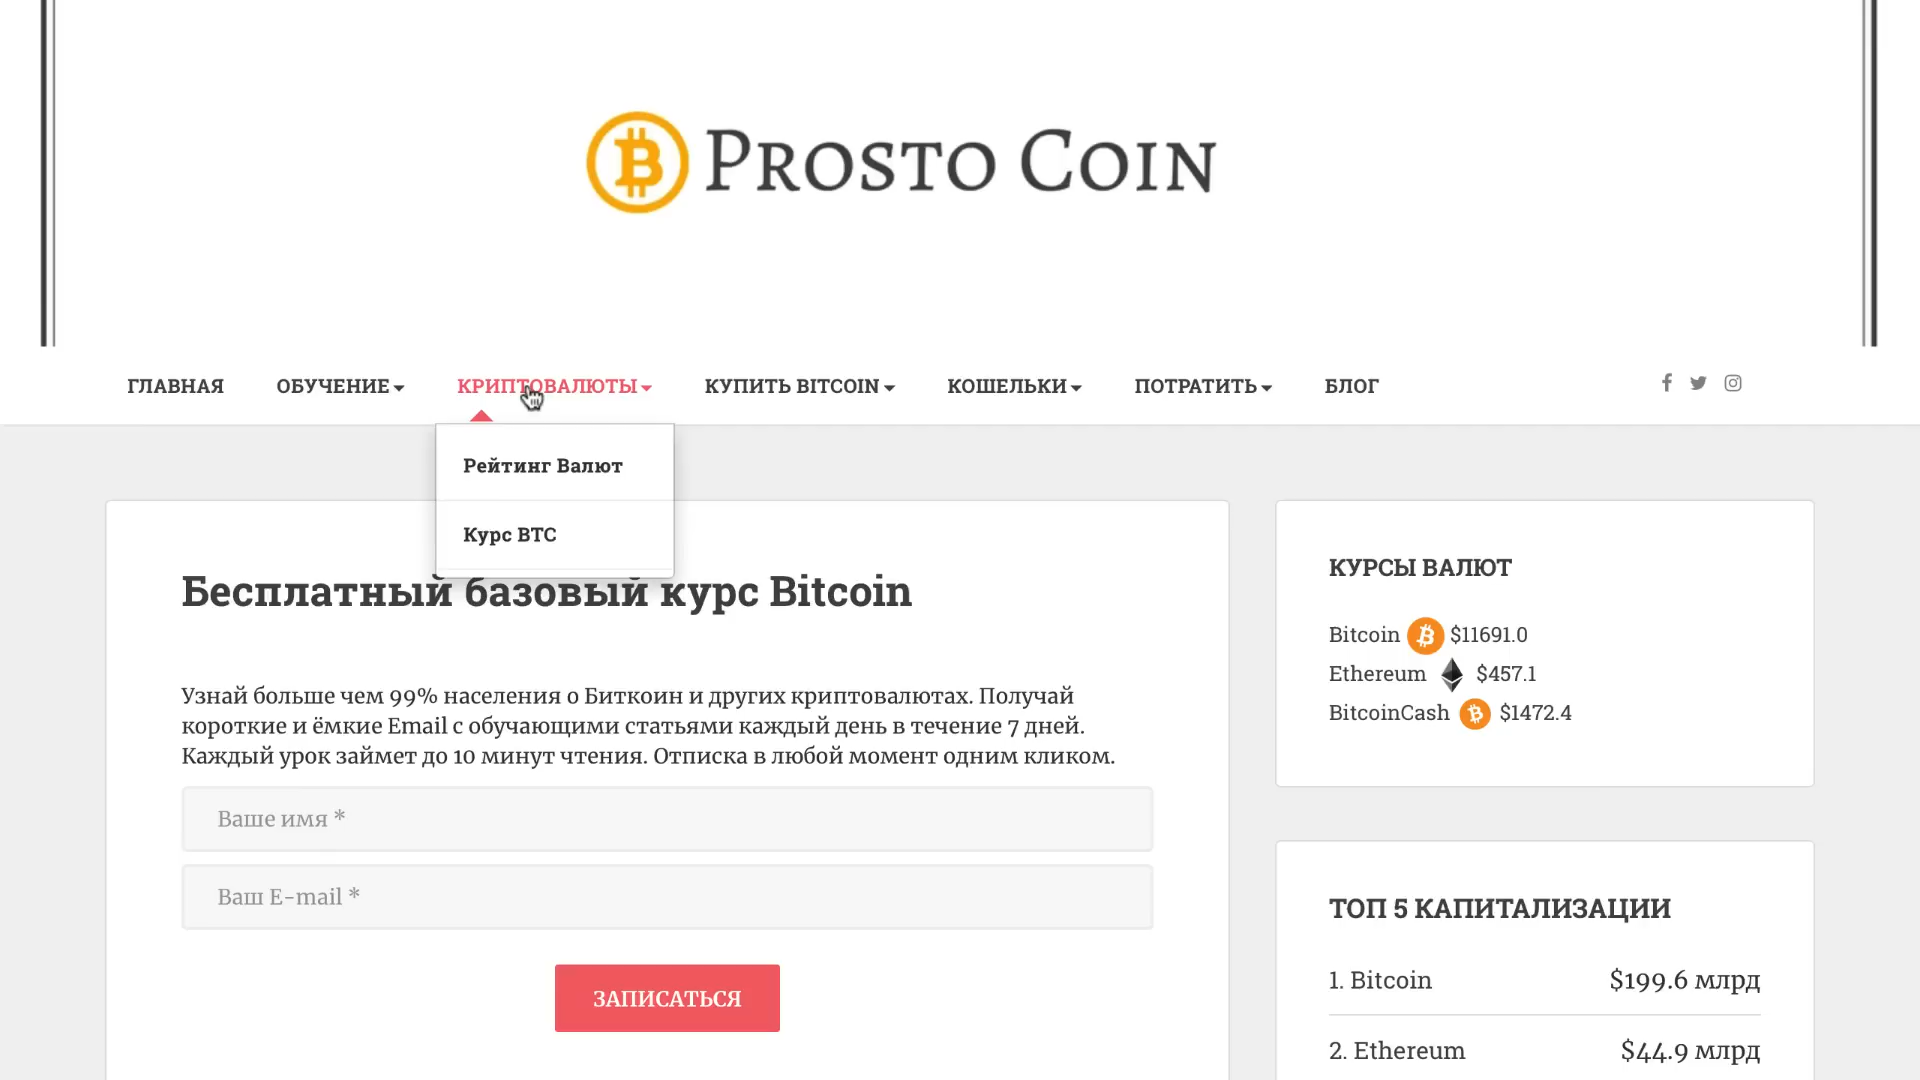 PROSTO COIN
ГЛАВНАЯ ОБУЧЕНИЕ КРИПТОВАЛЮТЫ КУПИТЬ BITCOIN КОШЕЛЬКИ ПОТРАТИТЬ БЛОГ
Рейтинг Валют
Курс BTC
Бесплатный базовый курс Bitcoin
Узнай больше чем 99% населения о Биткоин и других криптовалютах. Получай
короткие и ёмкие Email с обучающими статьями каждый день в течение 7 дней.
Каждый урок займет до 10 минут чтения. Отписка в любой момент одним кликом.
Ваше имя *
Ваш E-mail *
ЗАПИСАТЬСЯ
КУРСЫ ВАЛЮТ
Bitcoin $11691.0
Ethereum $457.1
BitcoinCash $1472.4
ТОП 5 КАПИТАЛИЗАЦИИ
1. Bitcoin $199.6 млрд
2. Ethereum $44.9 млрд